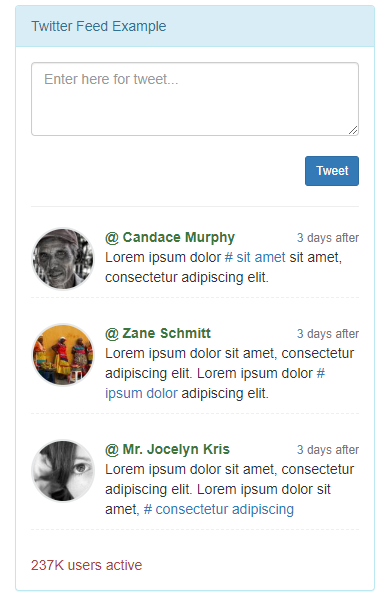 Twitter Feed Example
Enter here for tweet...
Tweet
@ Candace Murphy 3 days after
Lorem ipsum dolor # sit amet sit amet,
consectetur adipiscing elit.
@ Zane Schmitt 3 days after
Lorem ipsum dolor sit amet, consectetur
adipiscing elit. Lorem ipsum dolor #
ipsum dolor adipiscing elit.
@ Mr. Jocelyn Kris 3 days after
Lorem ipsum dolor sit amet, consectetur
adipiscing elit. Lorem ipsum dolor sit
amet, # consectetur adipiscing
237K users active